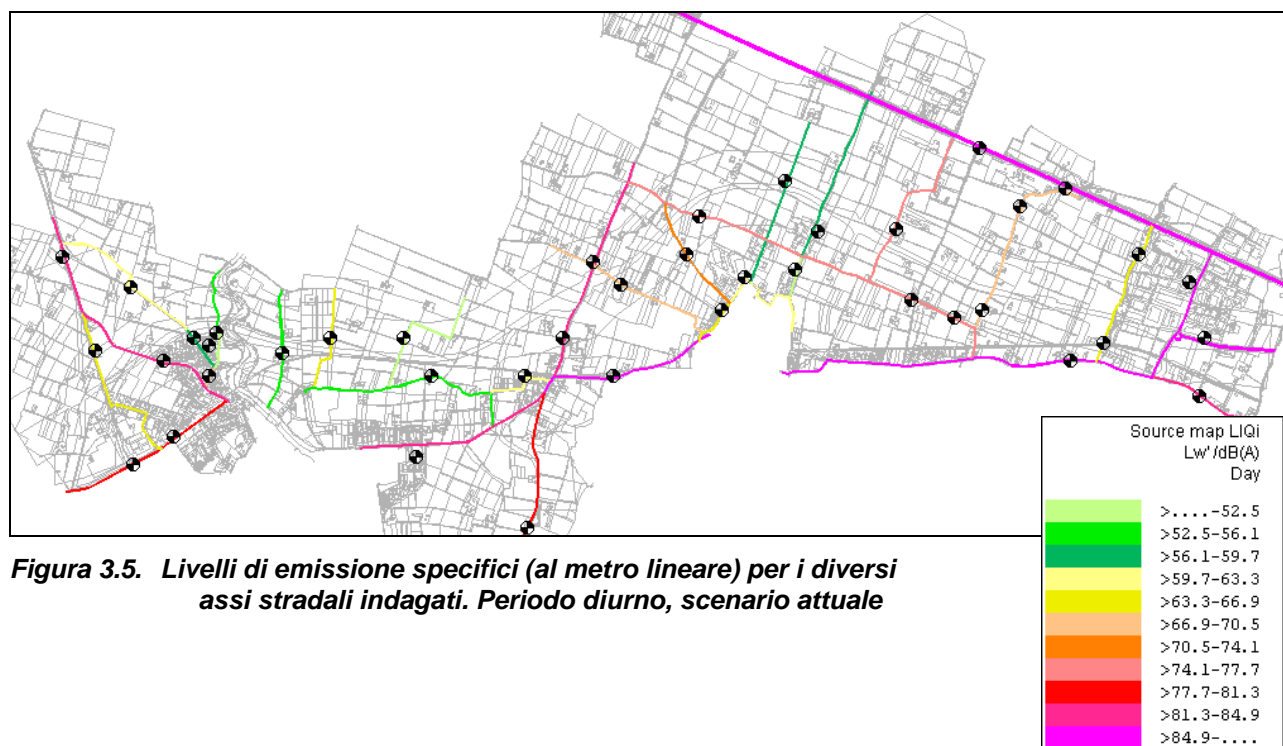 Source map LIQi
Lw'/dB(A)
Day
>....-52.5
>52.5-56.1
>56.1-59.7
>59.7-63.3
>63.3-66.9
>66.9-70.5
>70.5-74.1
>74.1-77.7
>77.7-81.3
>81.3-84.9
>84.9-....
Figura 3.5. Livelli di emissione specifici (al metro lineare) per i diversi
assi stradali indagati. Periodo diurno, scenario attuale